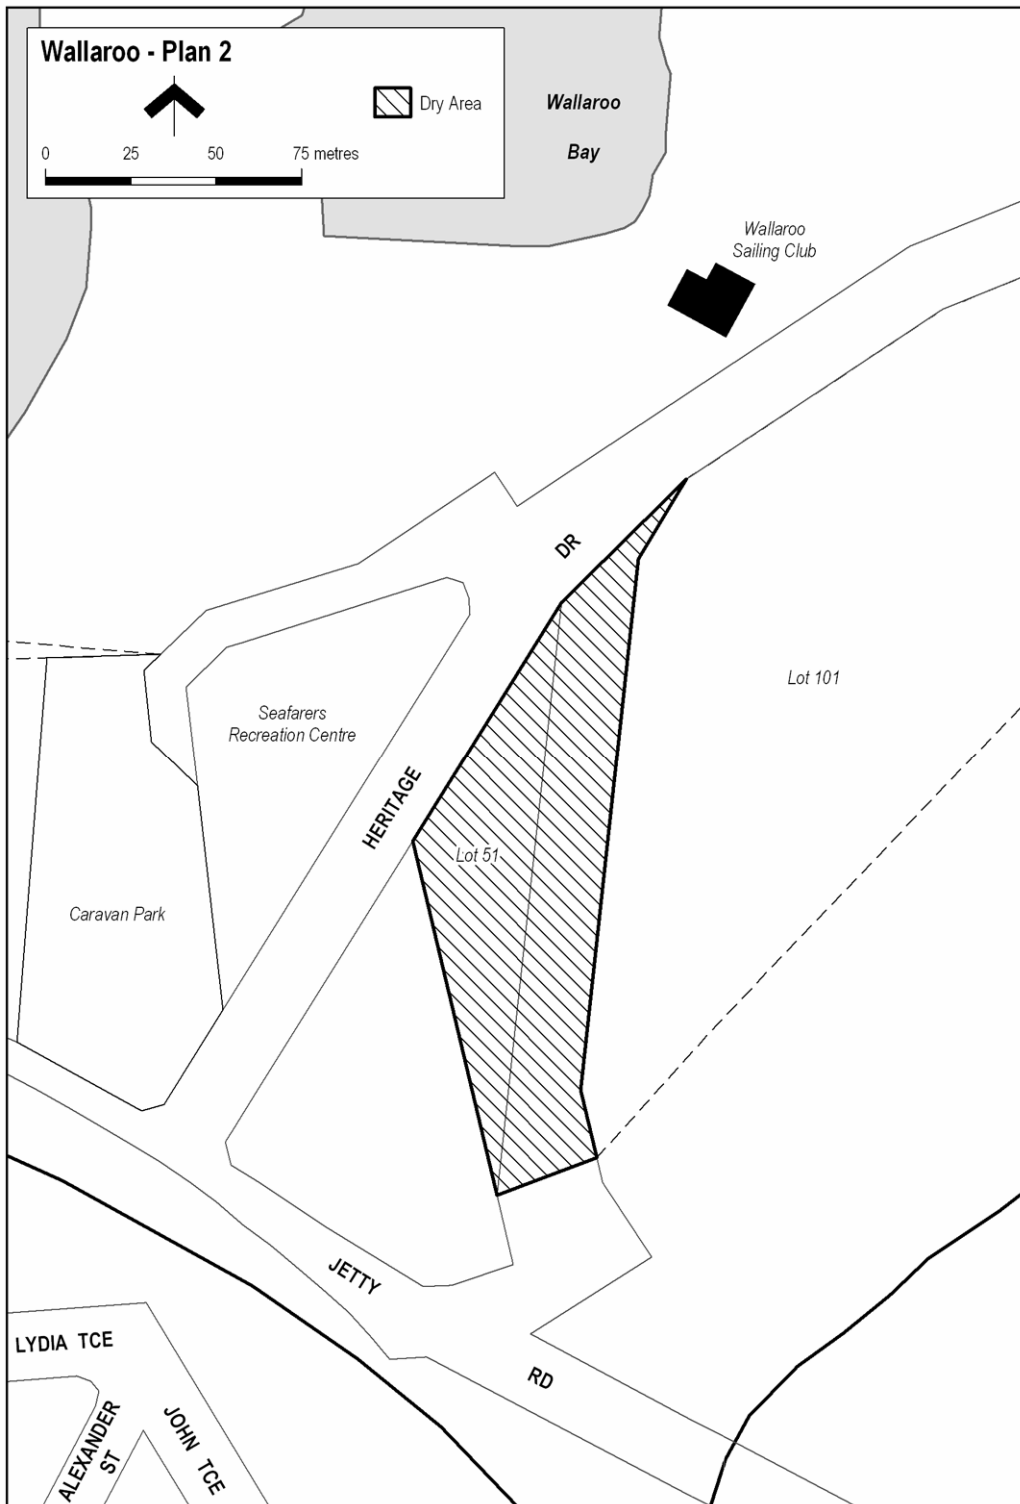 Wallaroo - Plan 2
Dry Area
0 25 50 75 metres
Wallaroo
Bay
Wallaroo
Sailing Club
DR
Lot 101
Seafarers
Recreation Centre
HERITAGE
Lot 51
Caravan Park
JETTY
RD
LYDIA TCE
ALEXANDER
ST
JOHN TCE